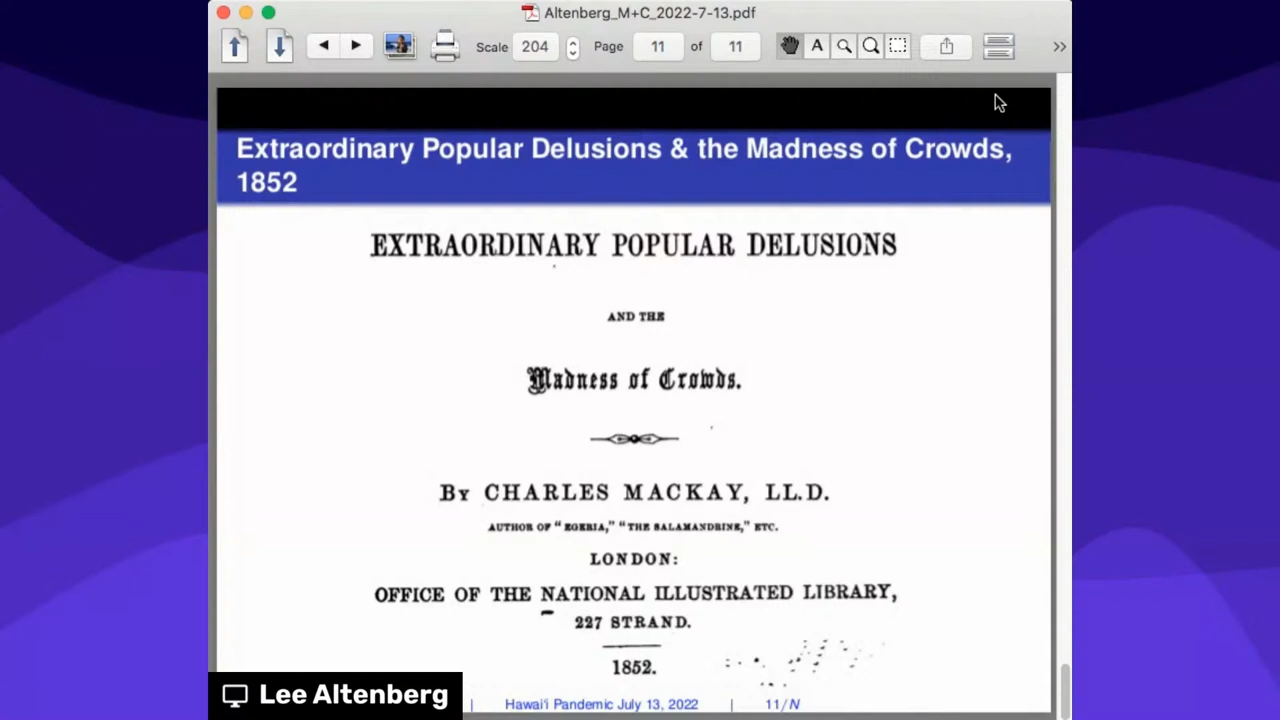 Altenberg_M+C_2022-7-13.pdf
Scale 204 Page 11 of 11 A »
Extraordinary Popular Delusions & the Madness of Crowds,
1852
EXTRAORDINARY POPULAR DELUSIONS
AND THE
Madness of Crowds.
BY CHARLES MACKAY, LL.D.
AUTHOR OF "EGERIA," "THE SALAMANDRINE," ETC.
LONDON:
OFFICE OF THE NATIONAL ILLUSTRATED LIBRARY,
227 STRAND.
1852.
Lee Altenberg
| Hawai'i Pandemic July 13, 2022 | 11/N